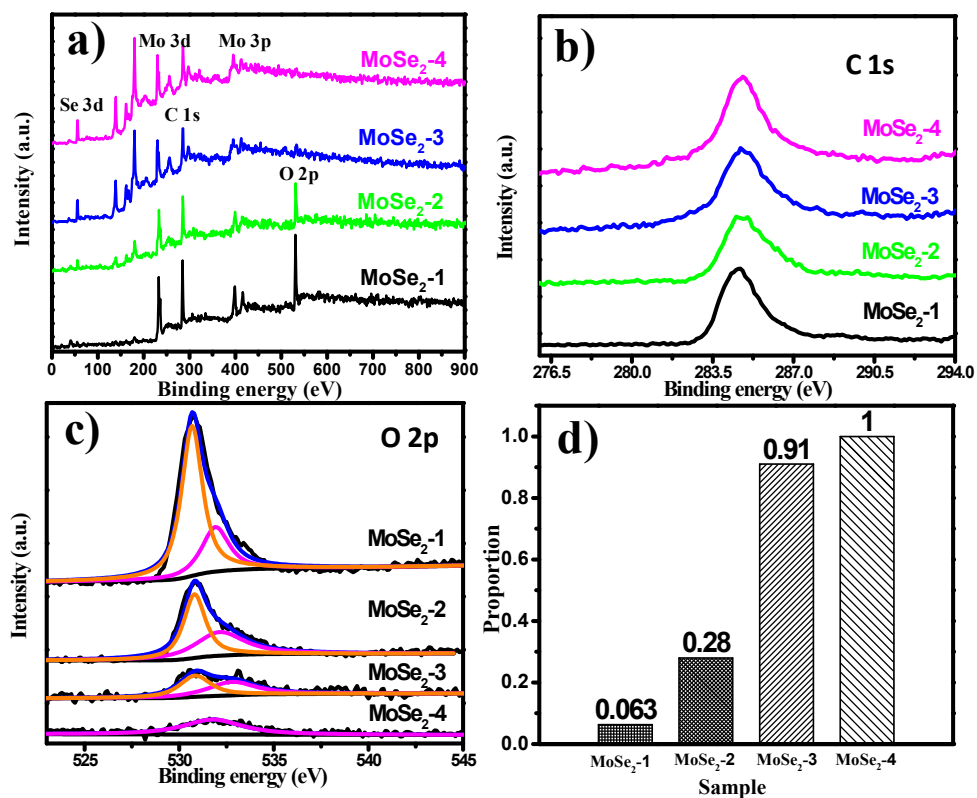 a)
Mo 3d
Mo 3p
MoSe₂-4
Se 3d
C 1s
MoSe₂-3
O 2p
MoSe₂-2
MoSe₂-1
Intensity (a.u.)
0 100 200 300 400 500 600 700 800 900
Binding energy (eV)
b)
C 1s
MoSe₂-4
MoSe₂-3
MoSe₂-2
MoSe₂-1
Intensity (a.u.)
276.5 280.0 283.5 287.0 290.5 294.0
Binding energy (eV)
c)
O 2p
MoSe₂-1
MoSe₂-2
MoSe₂-3
MoSe₂-4
Intensity (a.u.)
525 530 535 540 545
Binding energy (eV)
d)
1
0.91
0.28
0.063
Proportion
1.0
0.8
0.6
0.4
0.2
0.0
MoSe₂-1 MoSe₂-2 MoSe₂-3 MoSe₂-4
Sample